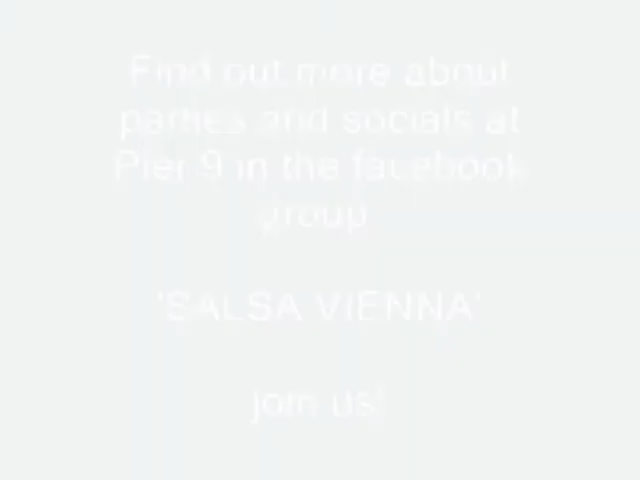 Find out more about
parties and socials at
Pier 9 in the facebook
group
'SALSA VIENNA'
join us!